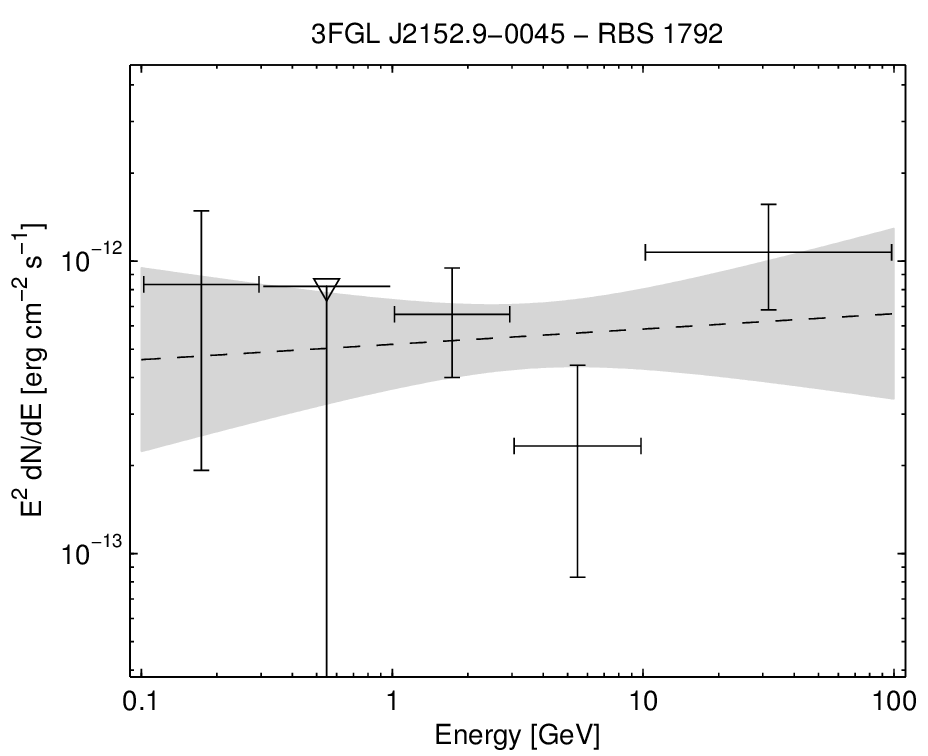 3FGL J2152.9−0045 − RBS 1792
E² dN/dE [erg cm⁻² s⁻¹]
10⁻¹²
10⁻¹³
0.1 1 10 100
Energy [GeV]